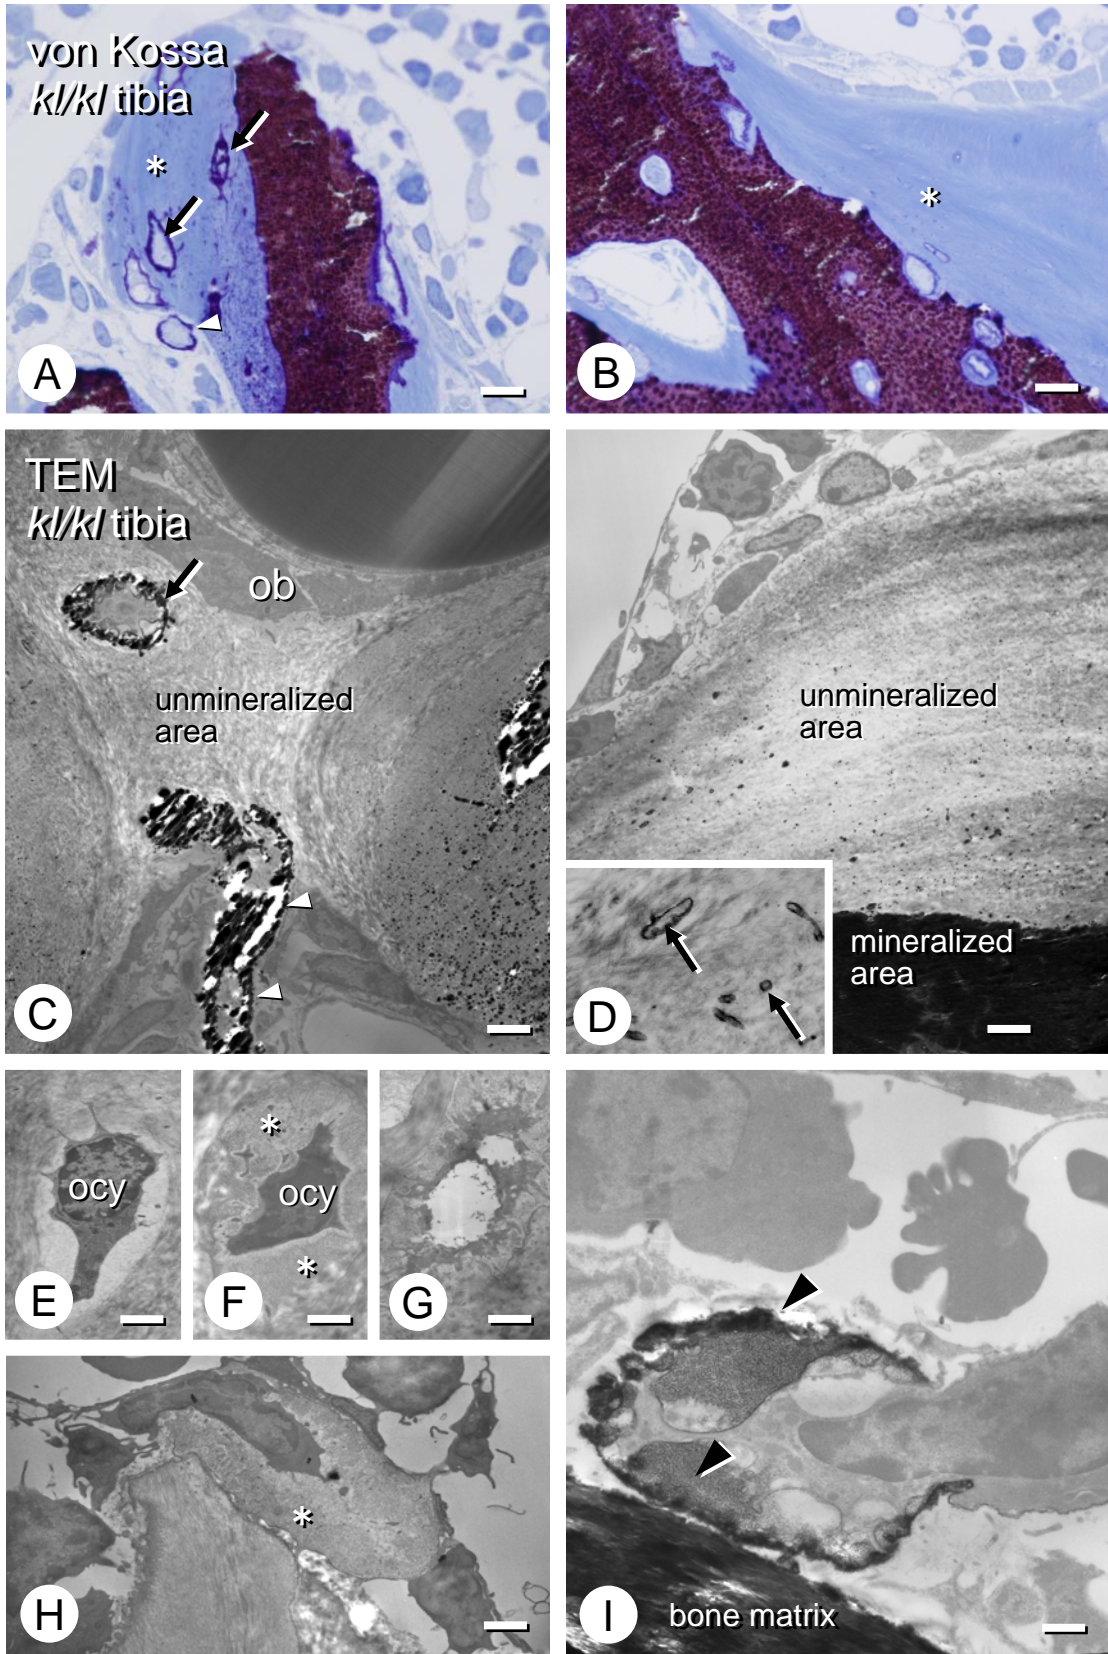 von Kossa
kl/kl tibia
*
A
*
B
TEM
kl/kl tibia
ob
unmineralized
area
C
unmineralized
area
mineralized
area
D
ocy
E
*
ocy
*
F
G
*
H
bone matrix
I